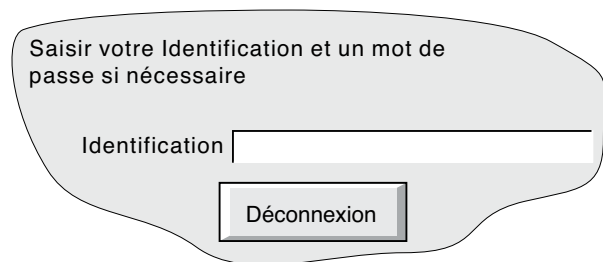 Saisir votre Identification et un mot de
passe si nécessaire
Identification
Déconnexion